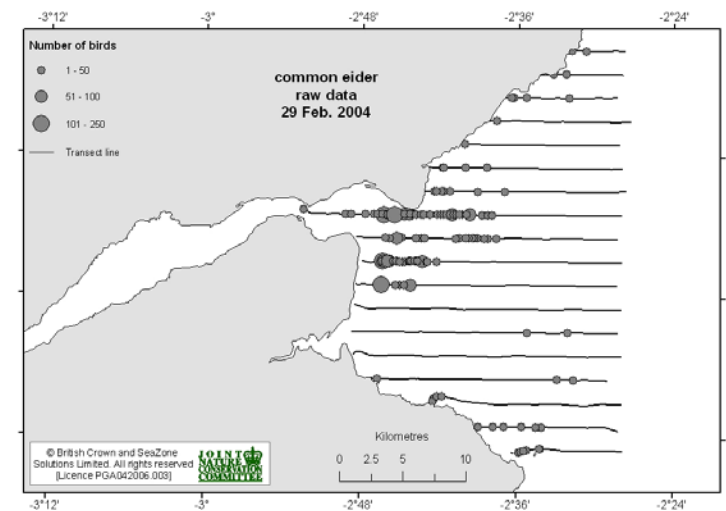 -3°12' -3° -2°48' -2°36' -2°24'
Number of birds
1 - 50
51 - 100
101 - 250
Transect line
common eider
raw data
29 Feb. 2004
Kilometres
0 2.5 5 10
© British Crown and SeaZone
Solutions Limited. All rights reserved
[Licence PGA042006.003]
JOINT
NATURE
CONSERVATION
COMMITTEE
-3°12' -3° -2°48' -2°36' -2°24'